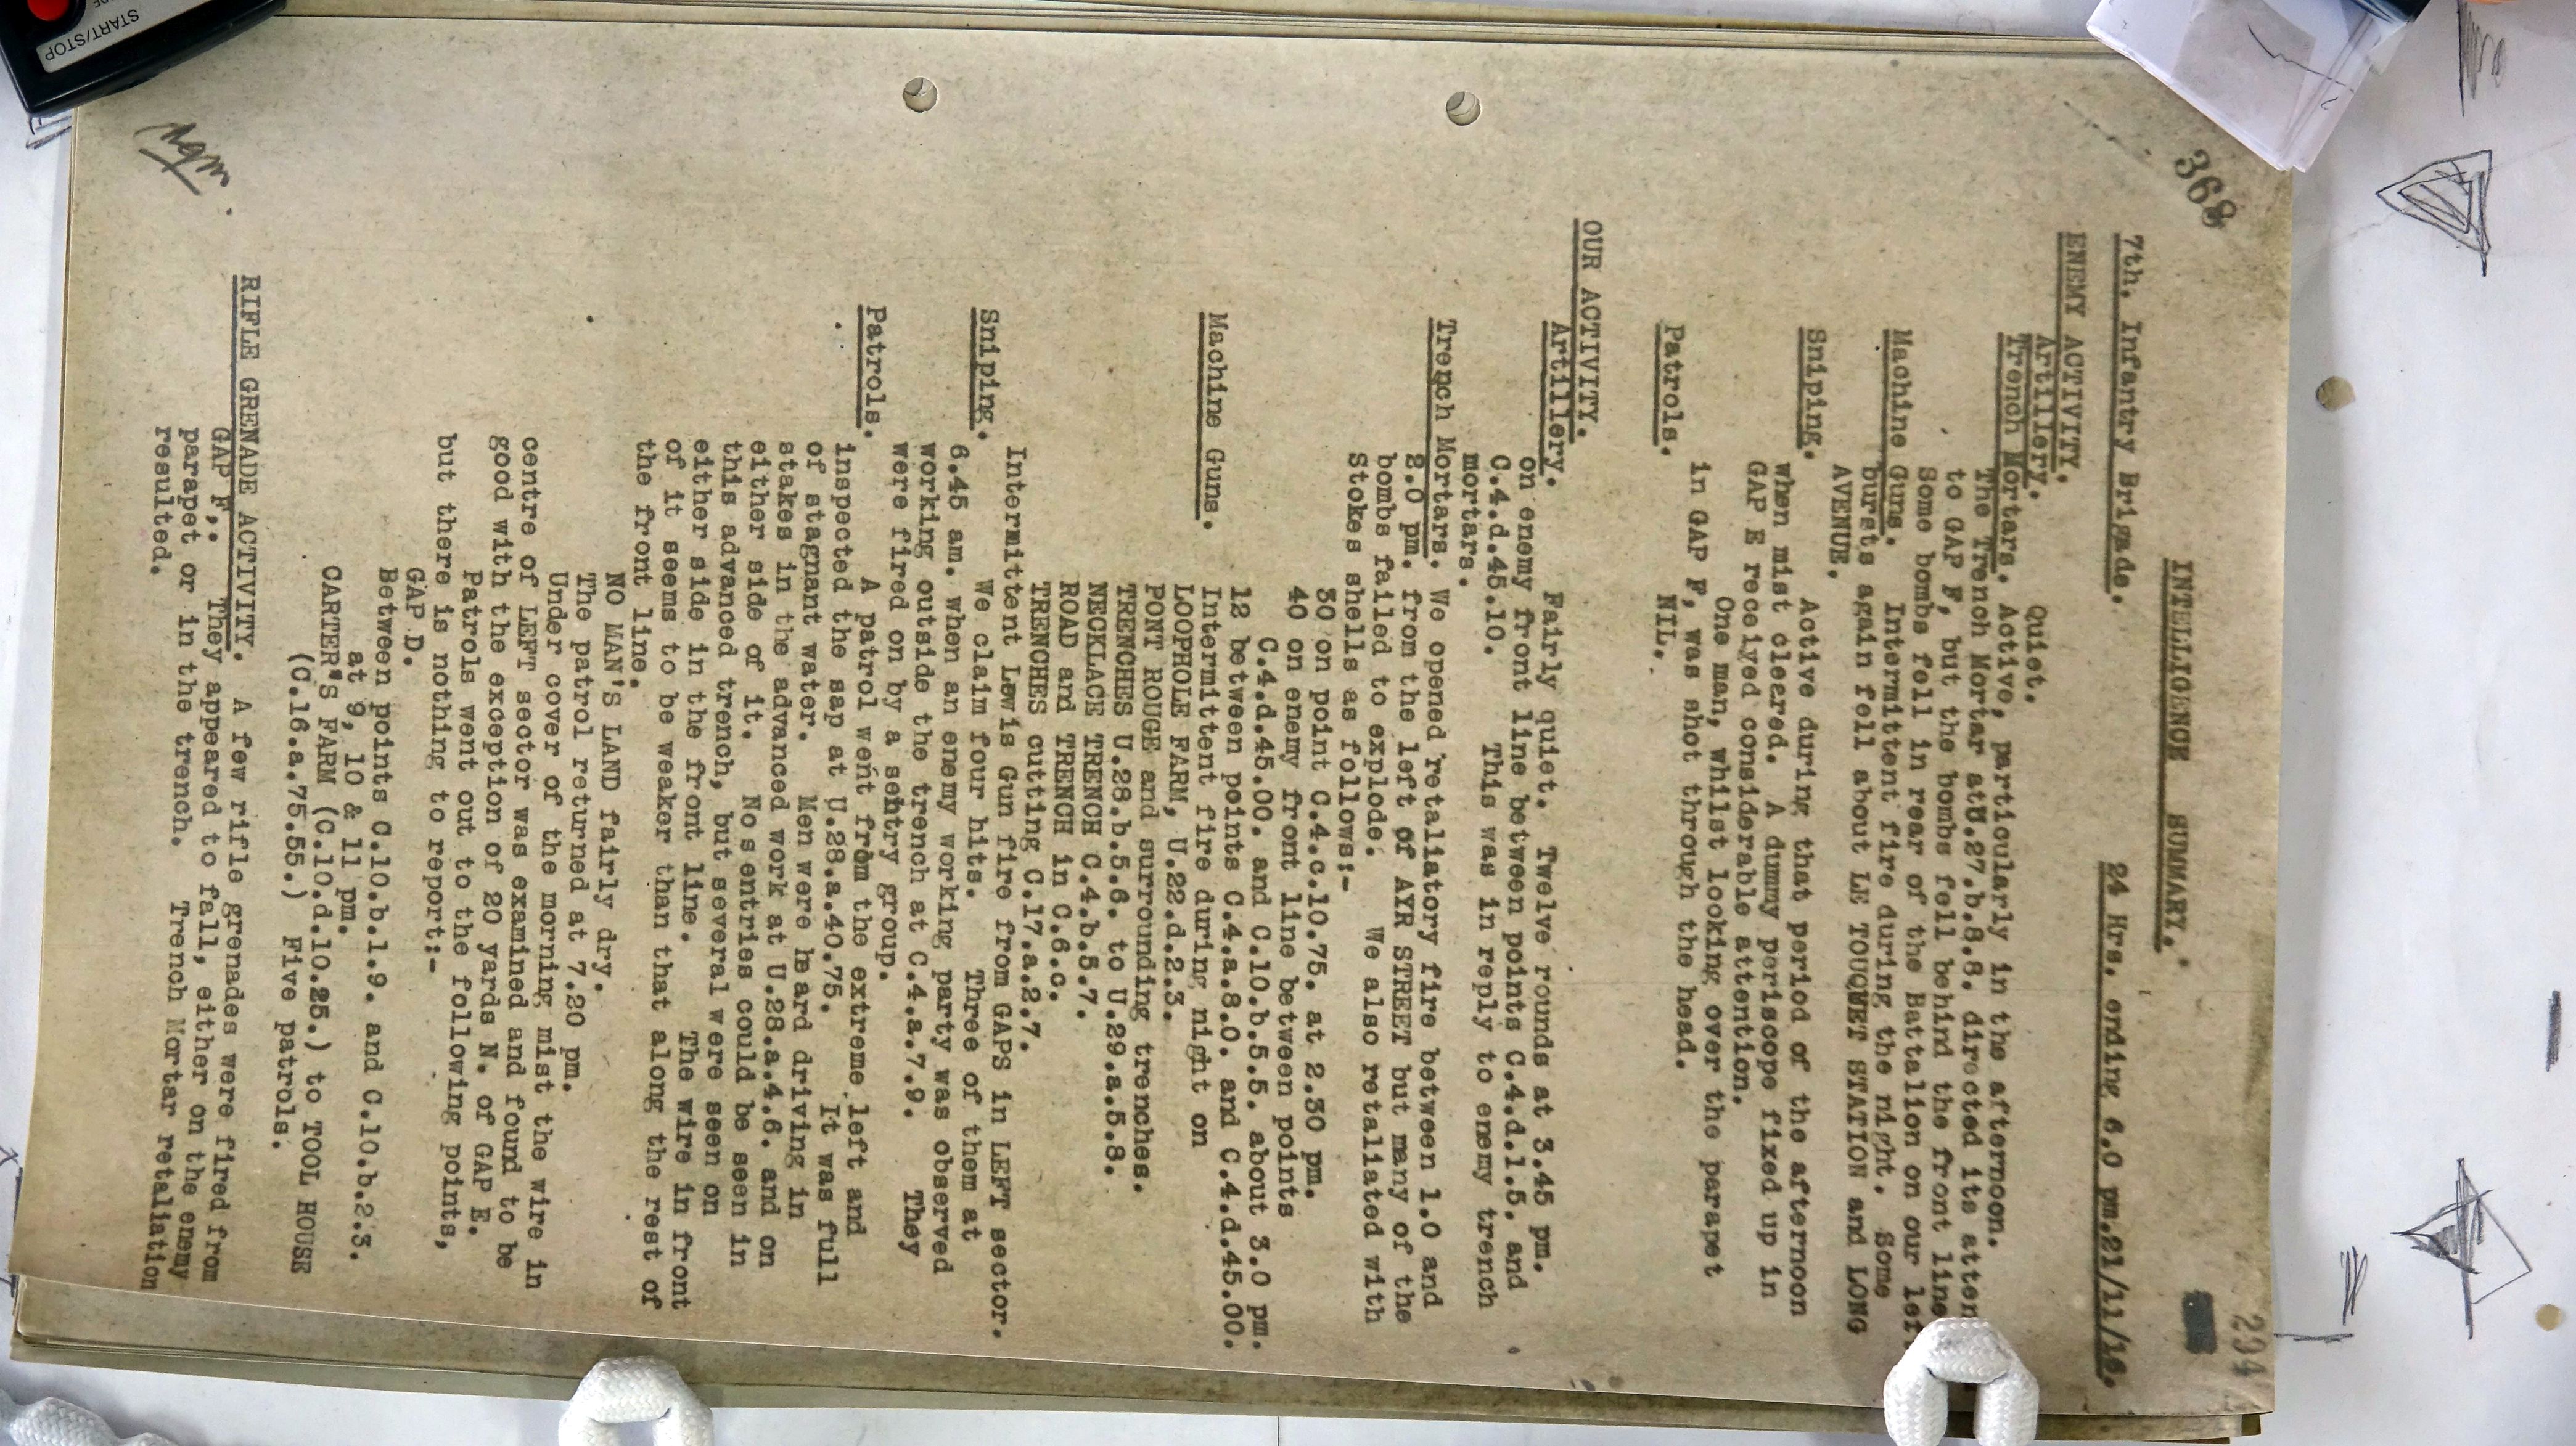 368
294
INTELLIGENCE SUMMARY.
7th. Infantry Brigade. 24 Hrs. ending 6.0 pm.21/11/16.
ENEMY ACTIVITY.
Artillery. Quiet.
Trench Mortars. Active, particularly in the afternoon.
The Trench Mortar at U.27.b.8.8. directed its atten
to GAP F, but the bombs fell behind the front line
Some bombs fell in rear of the Battalion on our left
Machine Guns. Intermittent fire during the night. Some
bursts again fell about LE TOUQUET STATION and LONG
AVENUE.
Sniping. Active during that period of the afternoon
when mist cleared. A dummy periscope fixed up in
GAP E received considerable attention.
One man, whilst looking over the parapet
in GAP F, was shot through the head.
Patrols. NIL.
OUR ACTIVITY.
Artillery. Fairly quiet. Twelve rounds at 3.45 pm.
on enemy front line between points C.4.d.1.5. and
C.4.d.45.10. This was in reply to enemy trench
mortars.
Trench Mortars. We opened retaliatory fire between 1.0 and
2.0 pm. from the left of AYR STREET but many of the
bombs failed to explode. We also retaliated with
Stokes shells as follows:-
30 on point C.4.c.10.75. at 2.30 pm.
40 on enemy front line between points
C.4.d.45.00. and C.10.b.5.5. about 3.0 pm.
12 between points C.4.a.8.0. and C.4.d.45.00.
Machine Guns. Intermittent fire during night on
LOOPHOLE FARM, U.22.d.2.3.
PONT ROUGE and surrounding trenches.
TRENCHES U.28.b.5.6. to U.29.a.5.8.
NECKLACE TRENCH C.4.b.5.7.
ROAD and TRENCH in C.6.c.
TRENCHES cutting C.17.a.2.7.
Intermittent Lewis Gun fire from GAPS in LEFT sector.
Sniping. We claim four hits. Three of them at
6.45 am. when an enemy working party was observed
working outside the trench at C.4.a.7.9. They
were fired on by a sentry group.
Patrols. A patrol went from the extreme left and
inspected the sap at U.28.a.40.75. It was full
of stagnant water. Men were heard driving in
stakes in the advanced work at U.28.a.4.6. and on
either side of it. No sentries could be seen in
this advanced trench, but several were seen on
either side in the front line. The wire in front
of it seems to be weaker than that along the rest of
the front line.
NO MAN'S LAND fairly dry.
The patrol returned at 7.20 pm.
Under cover of the morning mist the wire in
centre of LEFT sector was examined and found to be
good with the exception of 20 yards N. of GAP E.
Patrols went out to the following points,
but there is nothing to report:-
GAP D.
Between points C.10.b.1.9. and C.10.b.2.3.
at 9, 10 & 11 pm.
CARTER'S FARM (C.10.d.10.25.) to TOOL HOUSE
(C.16.a.75.55.) Five patrols.
RIFLE GRENADE ACTIVITY. A few rifle grenades were fired from
GAP F,. They appeared to fall, either on the enemy
parapet or in the trench. Trench Mortar retaliation
resulted.
START/STOP